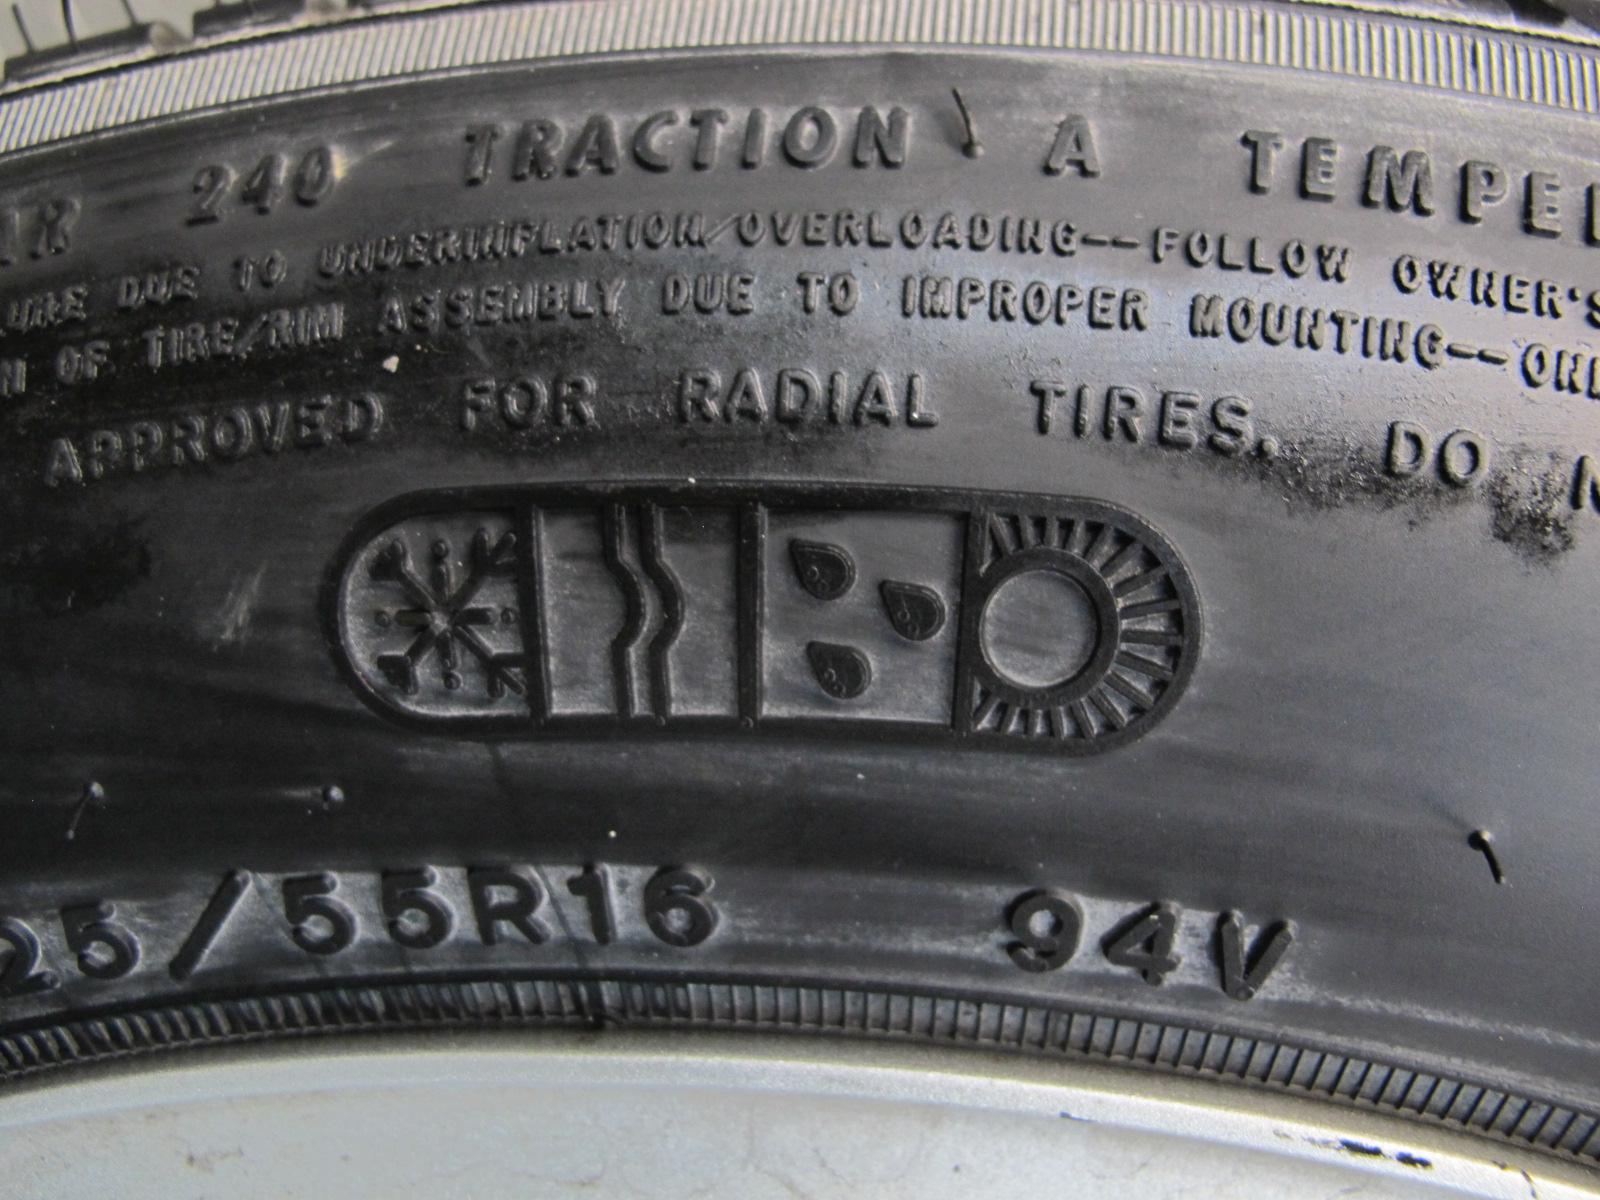 240 TRACTION A TEMPE
DUE TO UNDERINFLATION/OVERLOADING--FOLLOW OWNER'S
OF TIRE/RIM ASSEMBLY DUE TO IMPROPER MOUNTING--ON
APPROVED FOR RADIAL TIRES. DO N
25/55R16 94V